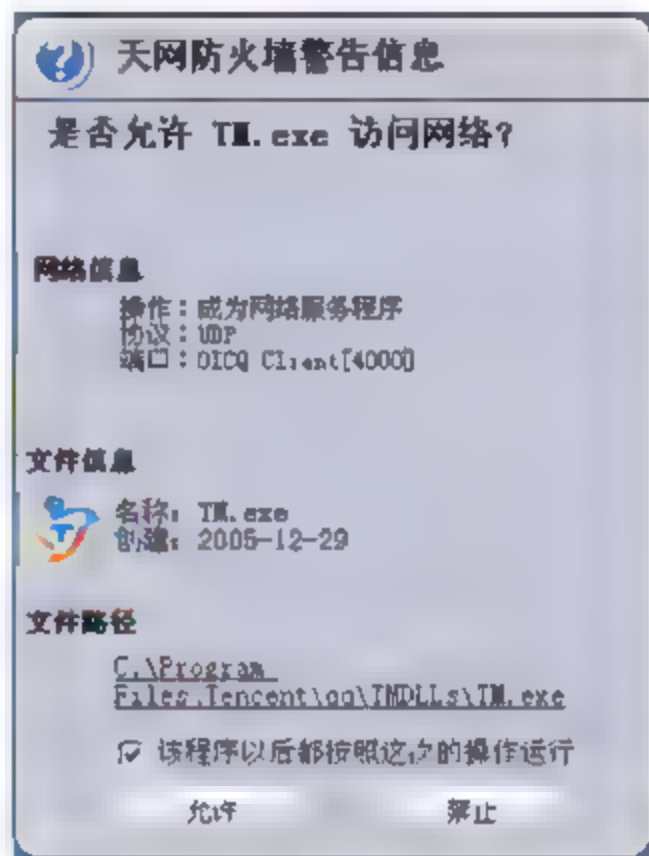 天网防火墙警告信息
是否允许 TM.exe 访问网络?
网络信息
操作:成为网络服务程序
协议:UDP
端口:OICQ Client[4000]
文件信息
名称: TM.exe
创建: 2005-12-29
文件路径
C:\Program
Files\Tencent\qq\TMDLLs\TM.exe
该程序以后都按照这次的操作运行
允许 禁止